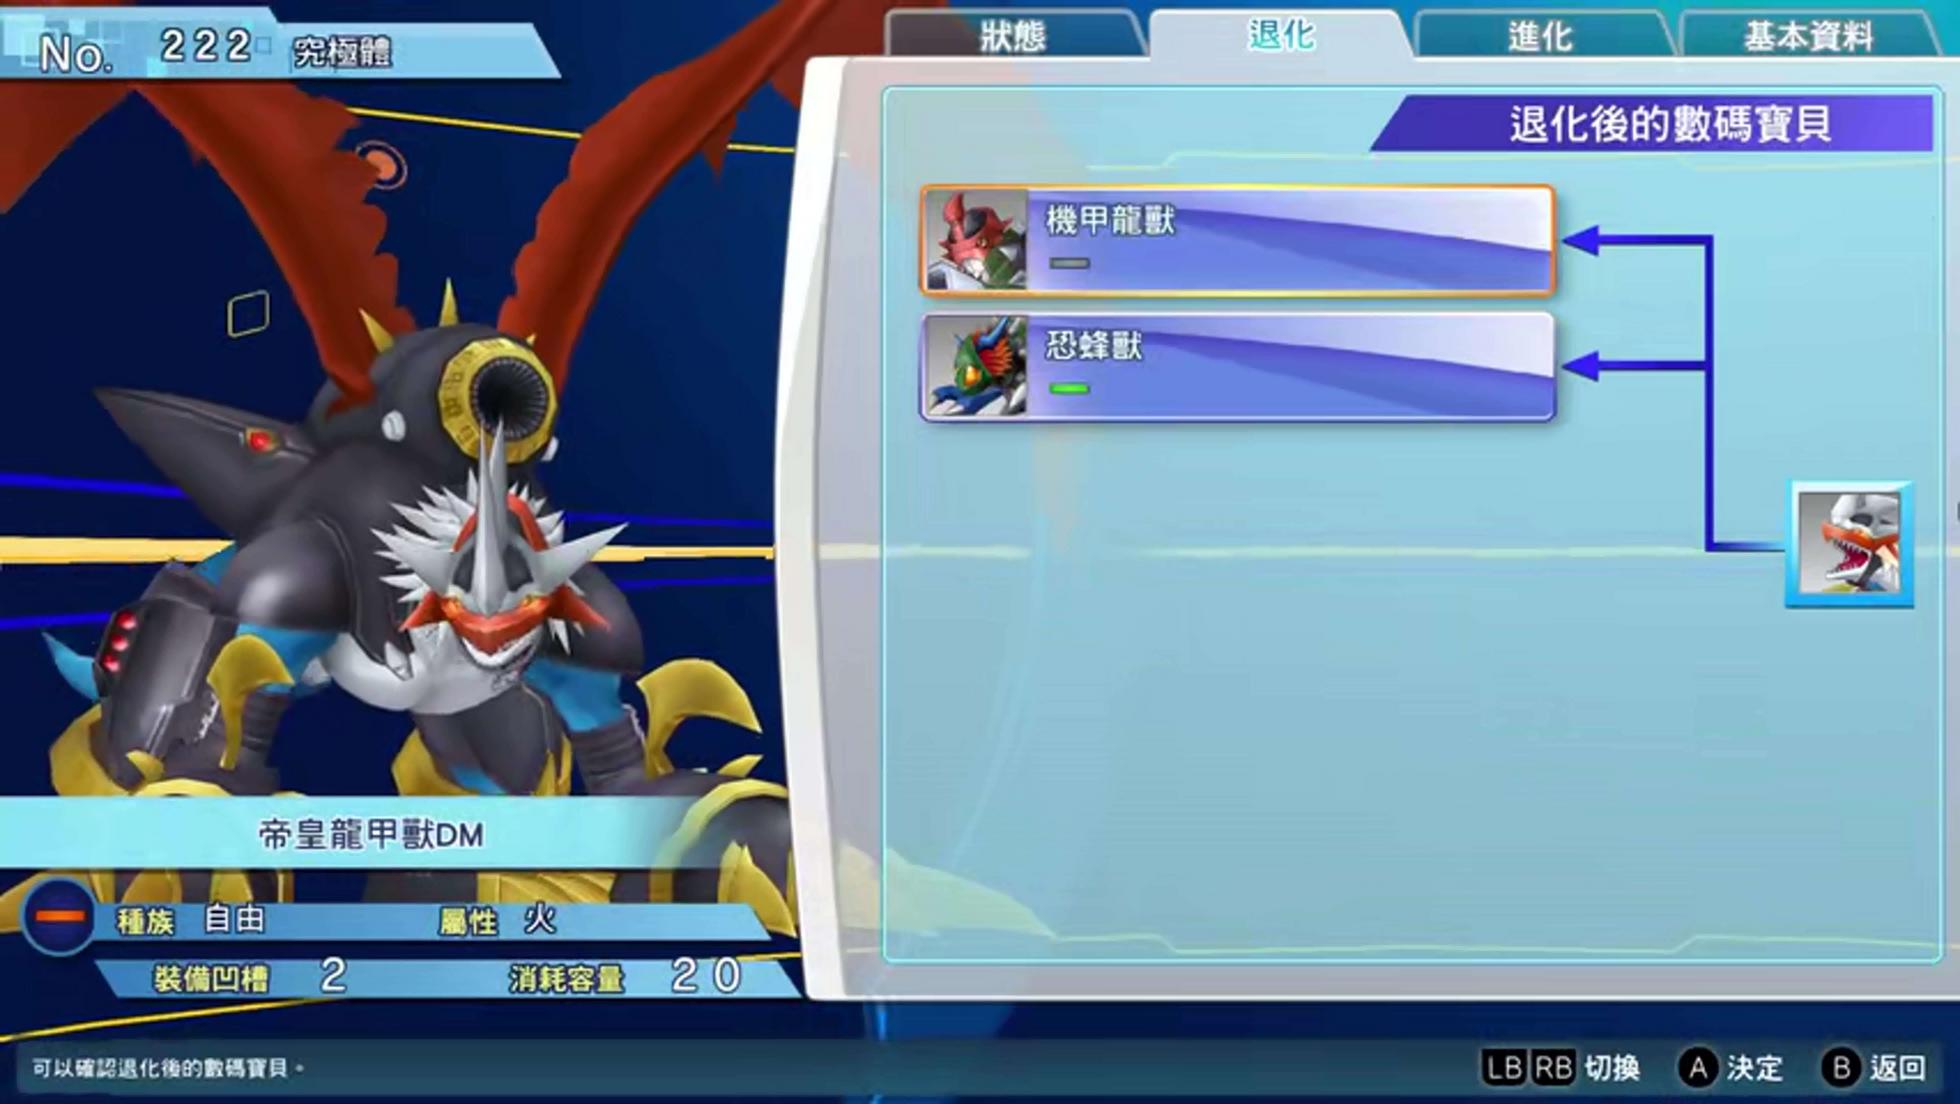 No. 222 究極體
狀態 退化 進化 基本資料
退化後的數碼寶貝
機甲龍獸
恐蜂獸
帝皇龍甲獸DM
種族 自由 屬性 火
裝備凹槽 2 消耗容量 20
可以確認退化後的數碼寶貝。
LB RB 切換 A 決定 B 返回